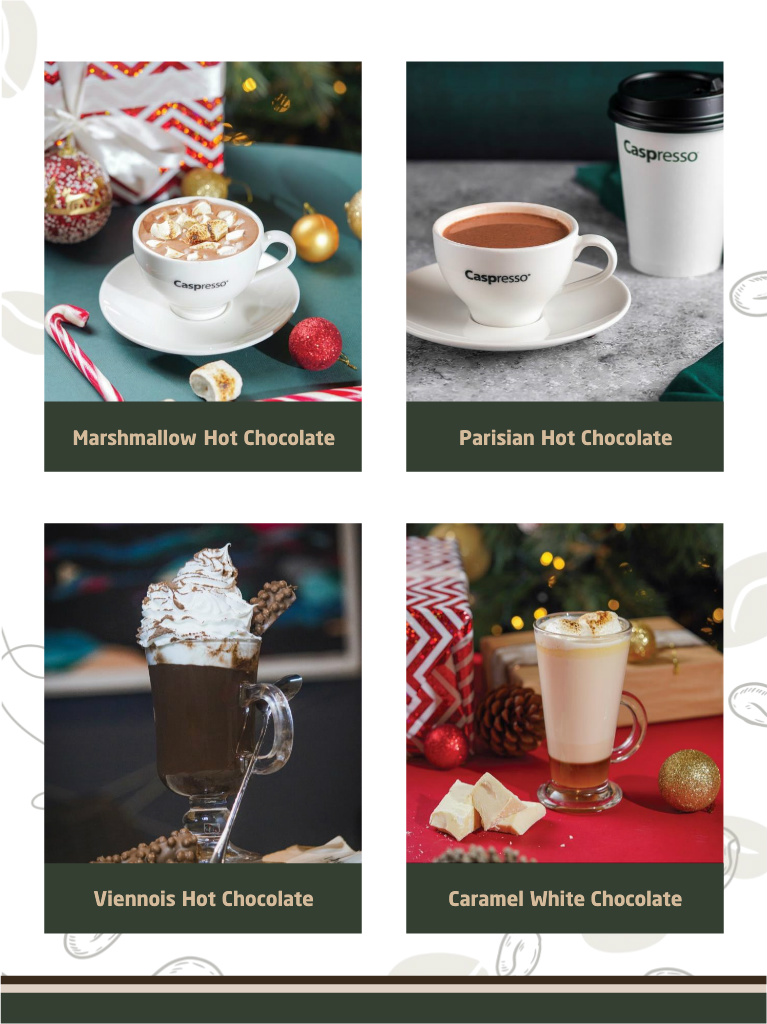 Caspresso
Caspresso
Caspresso
Marshmallow Hot Chocolate
Parisian Hot Chocolate
Viennois Hot Chocolate
Caramel White Chocolate